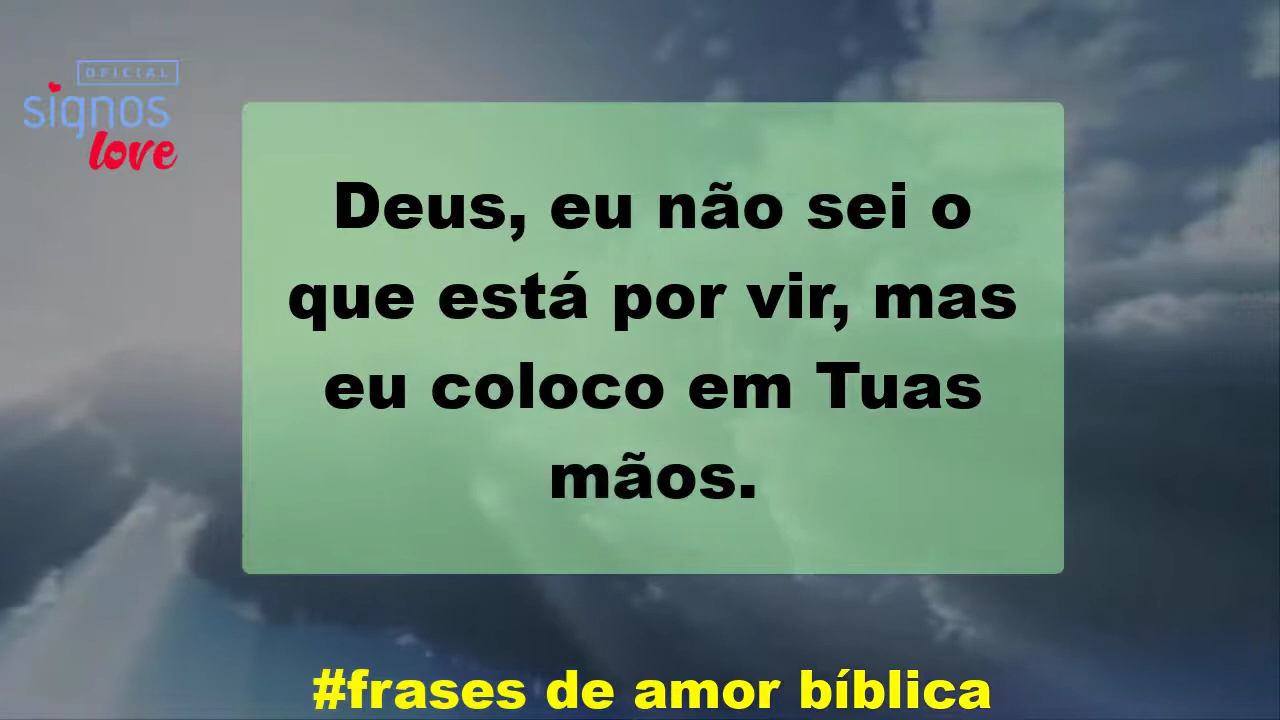 OFICIAL
signos
love
Deus, eu não sei o
que está por vir, mas
eu coloco em Tuas
mãos.
#frases de amor bíblica